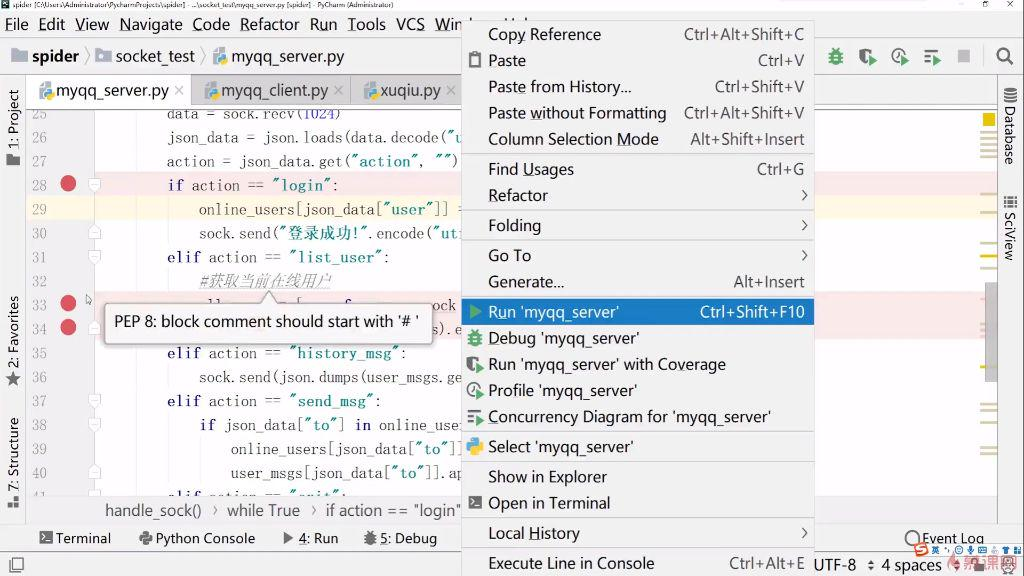 spider [C:\Users\Administrator\PycharmProjects\spider] - ...\socket_test\myqq_server.py [spider] - PyCharm (Administrator)
File Edit View Navigate Code Refactor Run Tools VCS Win Help
spider socket_test myqq_server.py
myqq_server.py myqq_client.py xuqiu.py
25 data = sock.recv(1024)
26 json_data = json.loads(data.decode("u
27 action = json_data.get("action", "")
28 if action == "login":
29 online_users[json_data["user"]] =
30 sock.send("登录成功!".encode("ut
31 elif action == "list_user":
32 #获取当前在线用户
33 sock
PEP 8: block comment should start with '# '
34 s).e
35 elif action == "history_msg":
36 sock.send(json.dumps(user_msgs.ge
37 elif action == "send_msg":
38 if json_data["to"] in online_use
39 online_users[json_data["to"]]
40 user_msgs[json_data["to"]].ap
handle_sock() › while True › if action == "login"
Terminal Python Console 4: Run 5: Debug Event Log
UTF-8 4 spaces
1: Project
2: Favorites
7: Structure
Database
SciView
Copy Reference Ctrl+Alt+Shift+C
Paste Ctrl+V
Paste from History... Ctrl+Shift+V
Paste without Formatting Ctrl+Alt+Shift+V
Column Selection Mode Alt+Shift+Insert
Find Usages Ctrl+G
Refactor
Folding
Go To
Generate... Alt+Insert
Run 'myqq_server' Ctrl+Shift+F10
Debug 'myqq_server'
Run 'myqq_server' with Coverage
Profile 'myqq_server'
Concurrency Diagram for 'myqq_server'
Select 'myqq_server'
Show in Explorer
Open in Terminal
Local History
Execute Line in Console Ctrl+Alt+E
英
慕课网